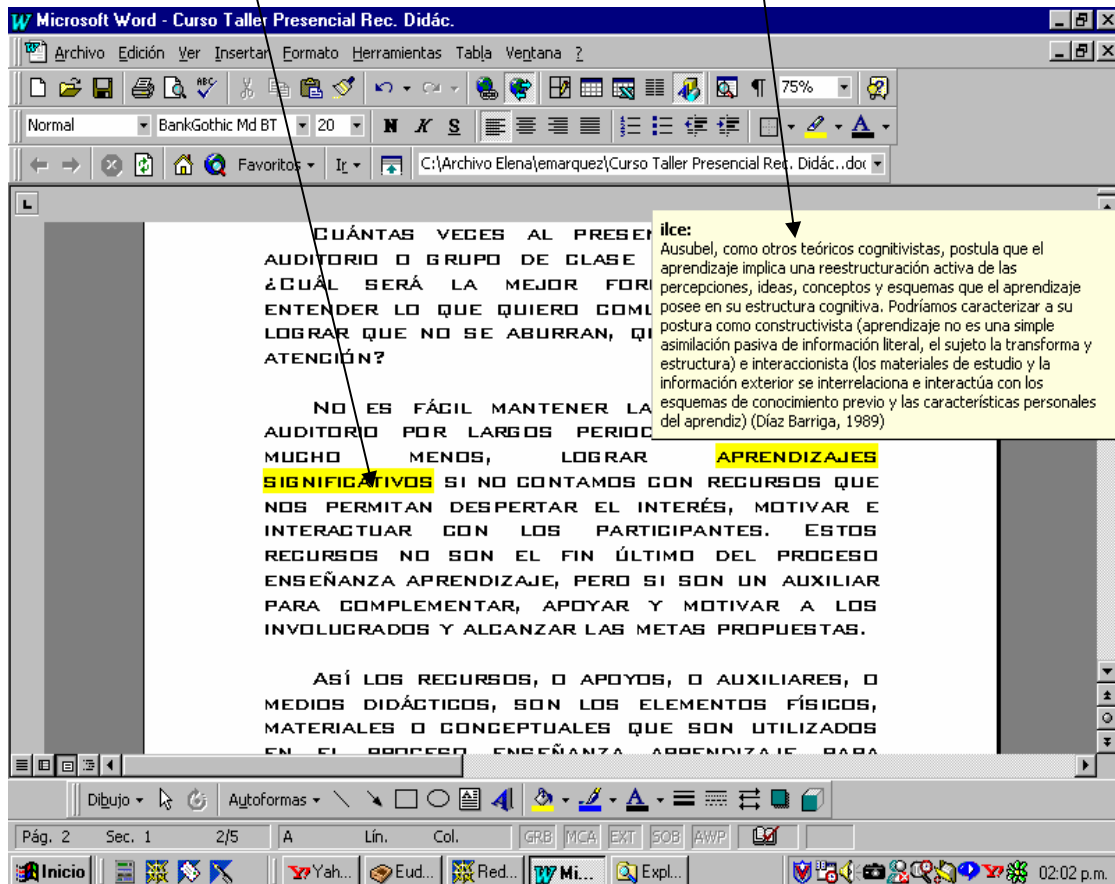 Microsoft Word - Curso Taller Presencial Rec. Didác.
Archivo Edición Ver Insertar Formato Herramientas Tabla Ventana ?
75%
Normal BankGothic Md BT 20 N K S
Favoritos Ir C:\Archivo Elena\emarquez\Curso Taller Presencial Rec. Didác..doc
CUÁNTAS VECES AL PRESEN
AUDITORIO O GRUPO DE CLASE
¿CUÁL SERÁ LA MEJOR FOR
ENTENDER LO QUE QUIERO COMU
LOGRAR QUE NO SE ABURRAN, QU
ATENCIÓN?
ilce:
Ausubel, como otros teóricos cognitivistas, postula que el
aprendizaje implica una reestructuración activa de las
percepciones, ideas, conceptos y esquemas que el aprendizaje
posee en su estructura cognitiva. Podríamos caracterizar a su
postura como constructivista (aprendizaje no es una simple
asimilación pasiva de información literal, el sujeto la transforma y
estructura) e interaccionista (los materiales de estudio y la
información exterior se interrelaciona e interactúa con los
esquemas de conocimiento previo y las características personales
del aprendiz) (Díaz Barriga, 1989)
NO ES FÁCIL MANTENER LA
AUDITORIO POR LARGOS PERIOD
MUCHO MENOS, LOGRAR APRENDIZAJES
SIGNIFICATIVOS SI NO CONTAMOS CON RECURSOS QUE
NOS PERMITAN DESPERTAR EL INTERÉS, MOTIVAR E
INTERACTUAR CON LOS PARTICIPANTES. ESTOS
RECURSOS NO SON EL FIN ÚLTIMO DEL PROCESO
ENSEÑANZA APRENDIZAJE, PERO SI SON UN AUXILIAR
PARA COMPLEMENTAR, APOYAR Y MOTIVAR A LOS
INVOLUCRADOS Y ALCANZAR LAS METAS PROPUESTAS.
ASÍ LOS RECURSOS, O APOYOS, O AUXILIARES, O
MEDIOS DIDÁCTICOS, SON LOS ELEMENTOS FÍSICOS,
MATERIALES O CONCEPTUALES QUE SON UTILIZADOS
EN EL PROCESO ENSEÑANZA APRENDIZAJE PARA
Dibujo Autoformas
Pág. 2 Sec. 1 2/5 A Lín. Col. GRB MCA EXT SOB AWP
Inicio Yah... Eud... Red... Mi... Expl... 02:02 p.m.